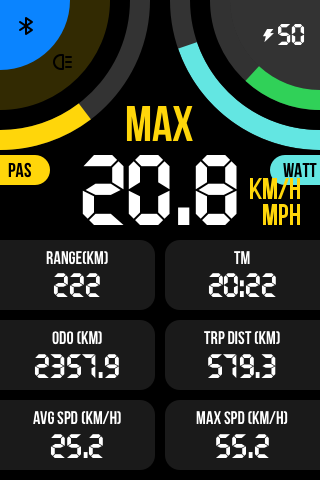 50
MAX
PAS
20.8
WATT
KM/H
MPH
RANGE(KM)
222
TM
20:22
ODO (KM)
2357.9
TRP DIST (KM)
579.3
AVG SPD (KM/H)
25.2
MAX SPD (KM/H)
55.2